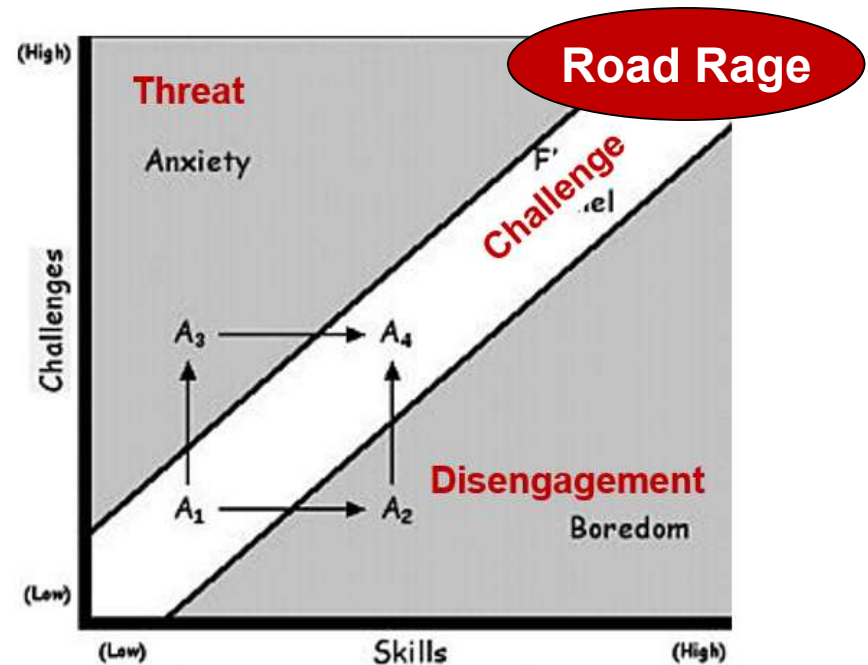 (High)
Road Rage
Threat
Anxiety
Challenge
Challenges
A₃
A₄
A₁
A₂
Disengagement
Boredom
(Low)
(Low)
Skills
(High)